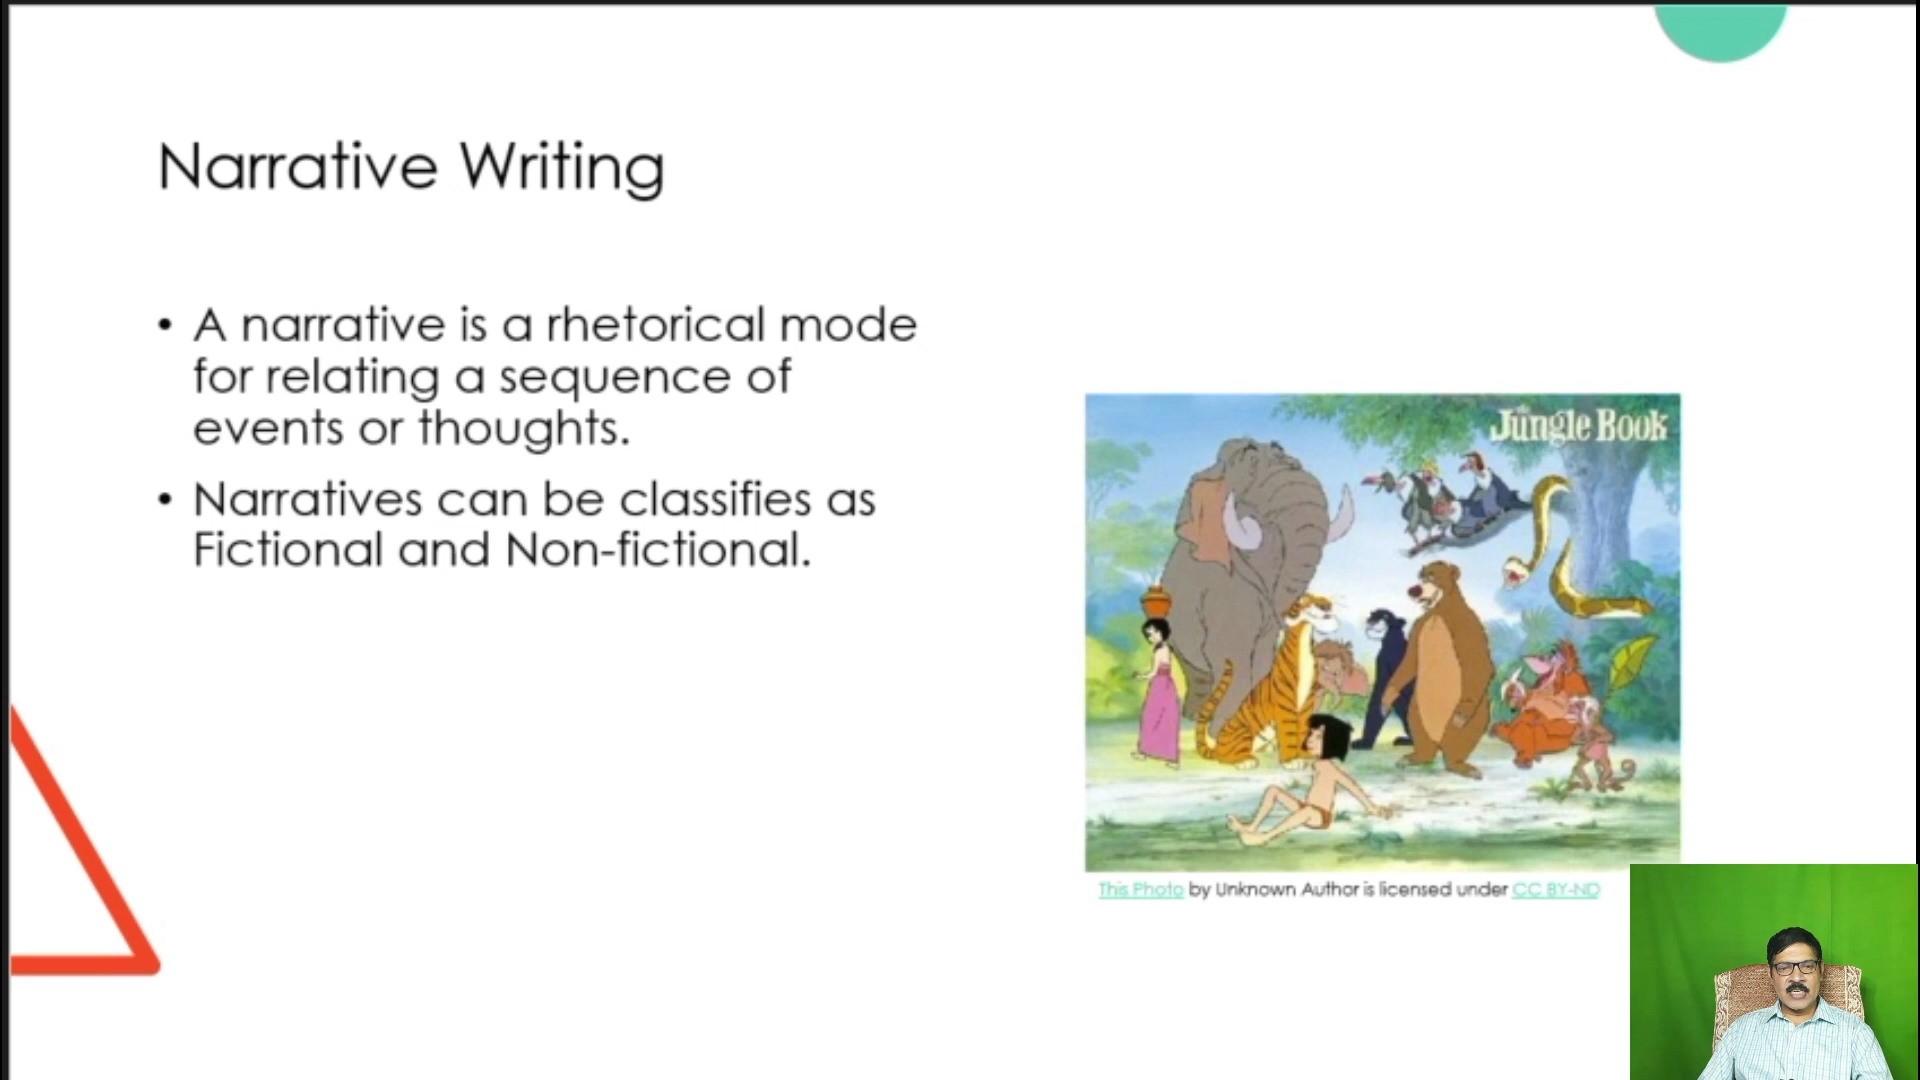 Narrative Writing
• A narrative is a rhetorical mode
for relating a sequence of
events or thoughts.
• Narratives can be classifies as
Fictional and Non-fictional.
Jungle Book
This Photo by Unknown Author is licensed under CC BY-ND